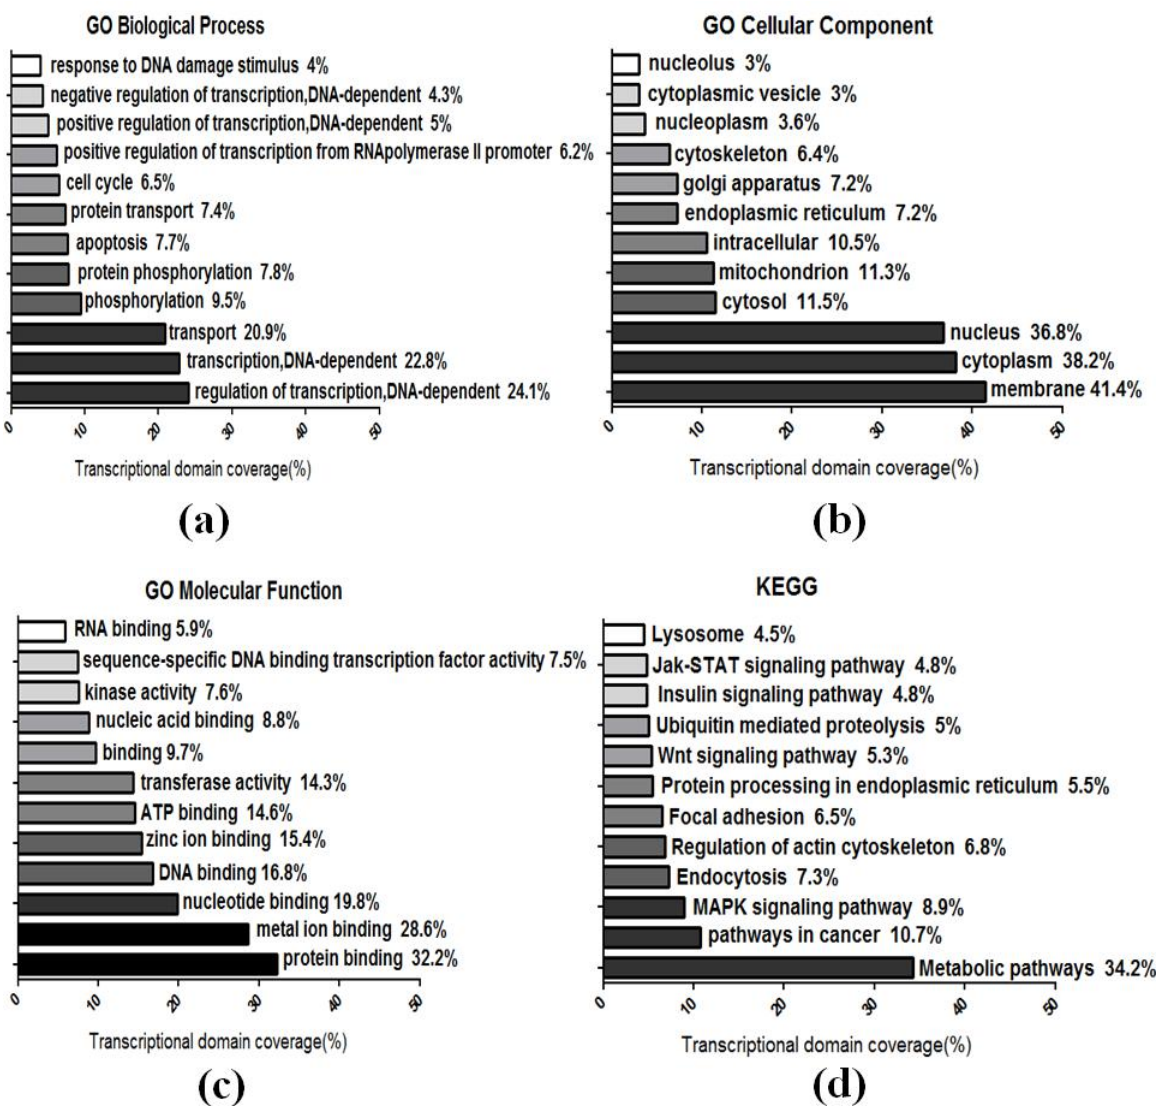 GO Biological Process
response to DNA damage stimulus 4%
negative regulation of transcription,DNA-dependent 4.3%
positive regulation of transcription,DNA-dependent 5%
positive regulation of transcription from RNApolymerase II promoter 6.2%
cell cycle 6.5%
protein transport 7.4%
apoptosis 7.7%
protein phosphorylation 7.8%
phosphorylation 9.5%
transport 20.9%
transcription,DNA-dependent 22.8%
regulation of transcription,DNA-dependent 24.1%
0 10 20 30 40 50
Transcriptional domain coverage(%)
(a)
GO Cellular Component
nucleolus 3%
cytoplasmic vesicle 3%
nucleoplasm 3.6%
cytoskeleton 6.4%
golgi apparatus 7.2%
endoplasmic reticulum 7.2%
intracellular 10.5%
mitochondrion 11.3%
cytosol 11.5%
nucleus 36.8%
cytoplasm 38.2%
membrane 41.4%
0 10 20 30 40 50
Transcriptional domain coverage(%)
(b)
GO Molecular Function
RNA binding 5.9%
sequence-specific DNA binding transcription factor activity 7.5%
kinase activity 7.6%
nucleic acid binding 8.8%
binding 9.7%
transferase activity 14.3%
ATP binding 14.6%
zinc ion binding 15.4%
DNA binding 16.8%
nucleotide binding 19.8%
metal ion binding 28.6%
protein binding 32.2%
0 10 20 30 40 50
Transcriptional domain coverage(%)
(c)
KEGG
Lysosome 4.5%
Jak-STAT signaling pathway 4.8%
Insulin signaling pathway 4.8%
Ubiquitin mediated proteolysis 5%
Wnt signaling pathway 5.3%
Protein processing in endoplasmic reticulum 5.5%
Focal adhesion 6.5%
Regulation of actin cytoskeleton 6.8%
Endocytosis 7.3%
MAPK signaling pathway 8.9%
pathways in cancer 10.7%
Metabolic pathways 34.2%
0 10 20 30 40 50
Transcriptional domain coverage(%)
(d)